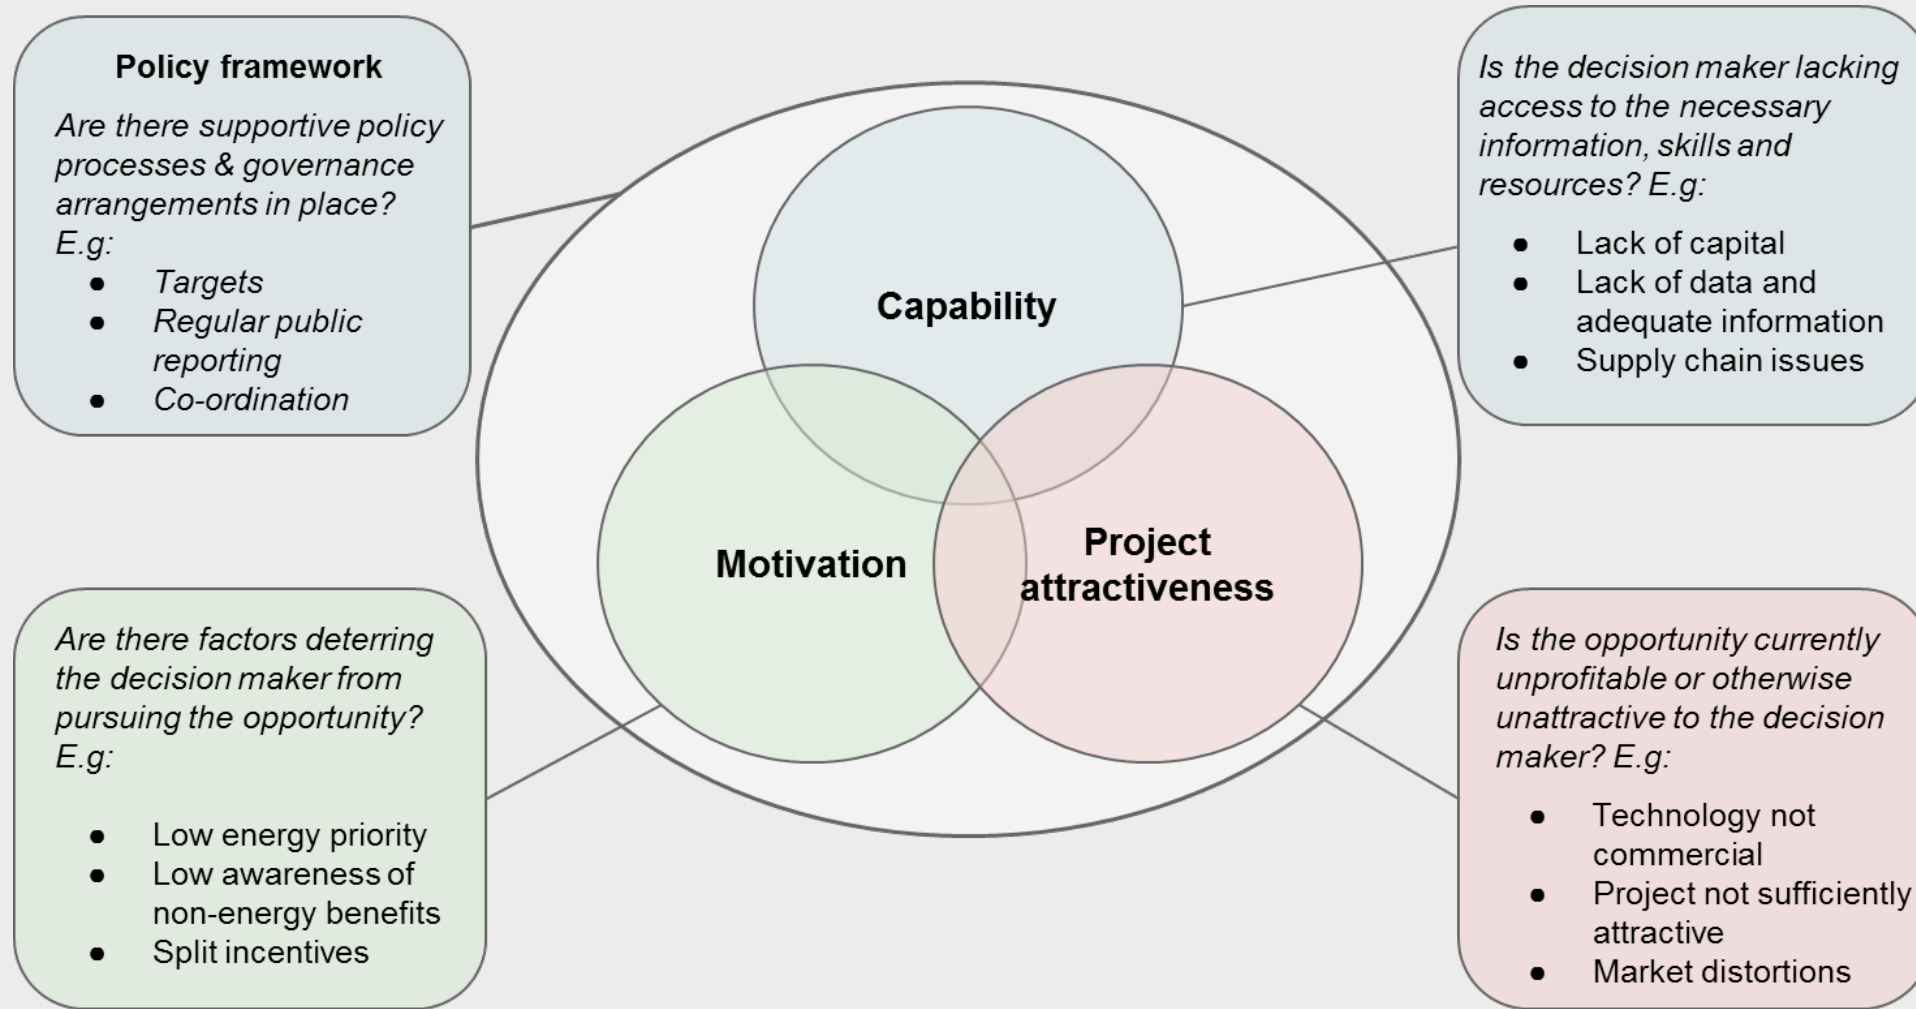 Policy framework
Are there supportive policy
processes & governance
arrangements in place?
E.g:
● Targets
● Regular public
reporting
● Co-ordination
Is the decision maker lacking
access to the necessary
information, skills and
resources? E.g:
● Lack of capital
● Lack of data and
adequate information
● Supply chain issues
Capability
Motivation
Project
attractiveness
Are there factors deterring
the decision maker from
pursuing the opportunity?
E.g:
● Low energy priority
● Low awareness of
non-energy benefits
● Split incentives
Is the opportunity currently
unprofitable or otherwise
unattractive to the decision
maker? E.g:
● Technology not
commercial
● Project not sufficiently
attractive
● Market distortions